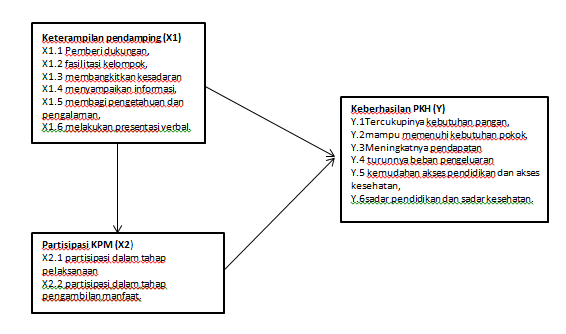 Keterampilan pendamping (X1)
X1.1 Pemberi dukungan,
X1.2 fasilitasi kelompok,
X1.3 membangkitkan kesadaran
X1.4 menyampaikan informasi,
X1.5 membagi pengetahuan dan
pengalaman,
X1.6 melakukan presentasi verbal.
Keberhasilan PKH (Y)
Y.1Tercukupinya kebutuhan pangan,
Y.2mampu memenuhi kebutuhan pokok,
Y.3Meningkatnya pendapatan
Y.4 turunnya beban pengeluaran
Y.5 kemudahan akses pendidikan dan akses
kesehatan,
Y.6sadar pendidikan dan sadar kesehatan.
Partisipasi KPM (X2)
X2.1 partisipasi dalam tahap
pelaksanaan
X2.2 partisipasi dalam tahap
pengambilan manfaat.